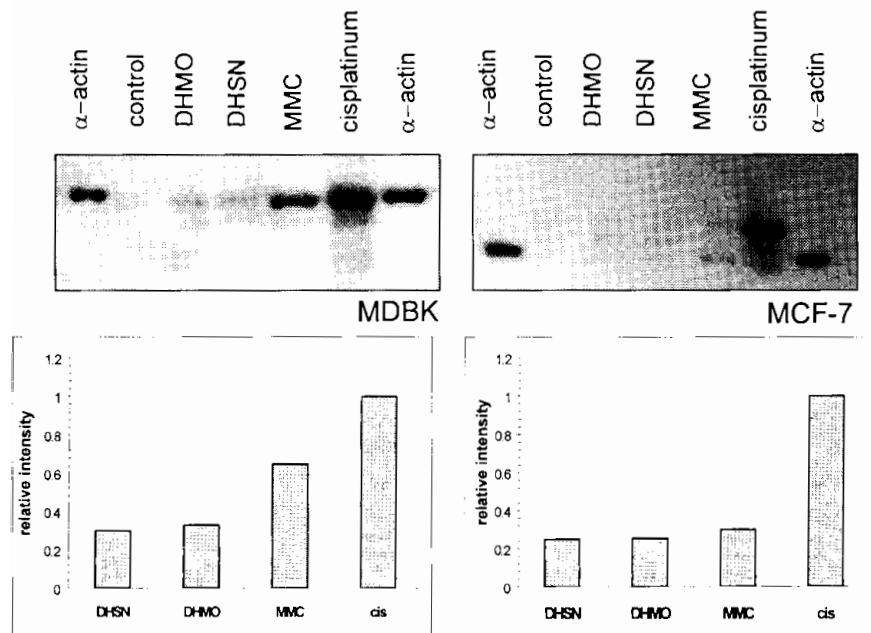 α-actin control DHMO DHSN MMC cisplatinum α-actin
α-actin control DHMO DHSN MMC cisplatinum α-actin
MDBK
MCF-7
1.2
1
0.8
0.6
0.4
0.2
0
relative intensity
DHSN DHMO MMC cis
1.2
1
0.8
0.6
0.4
0.2
0
relative intensity
DHSN DHMO MMC cis